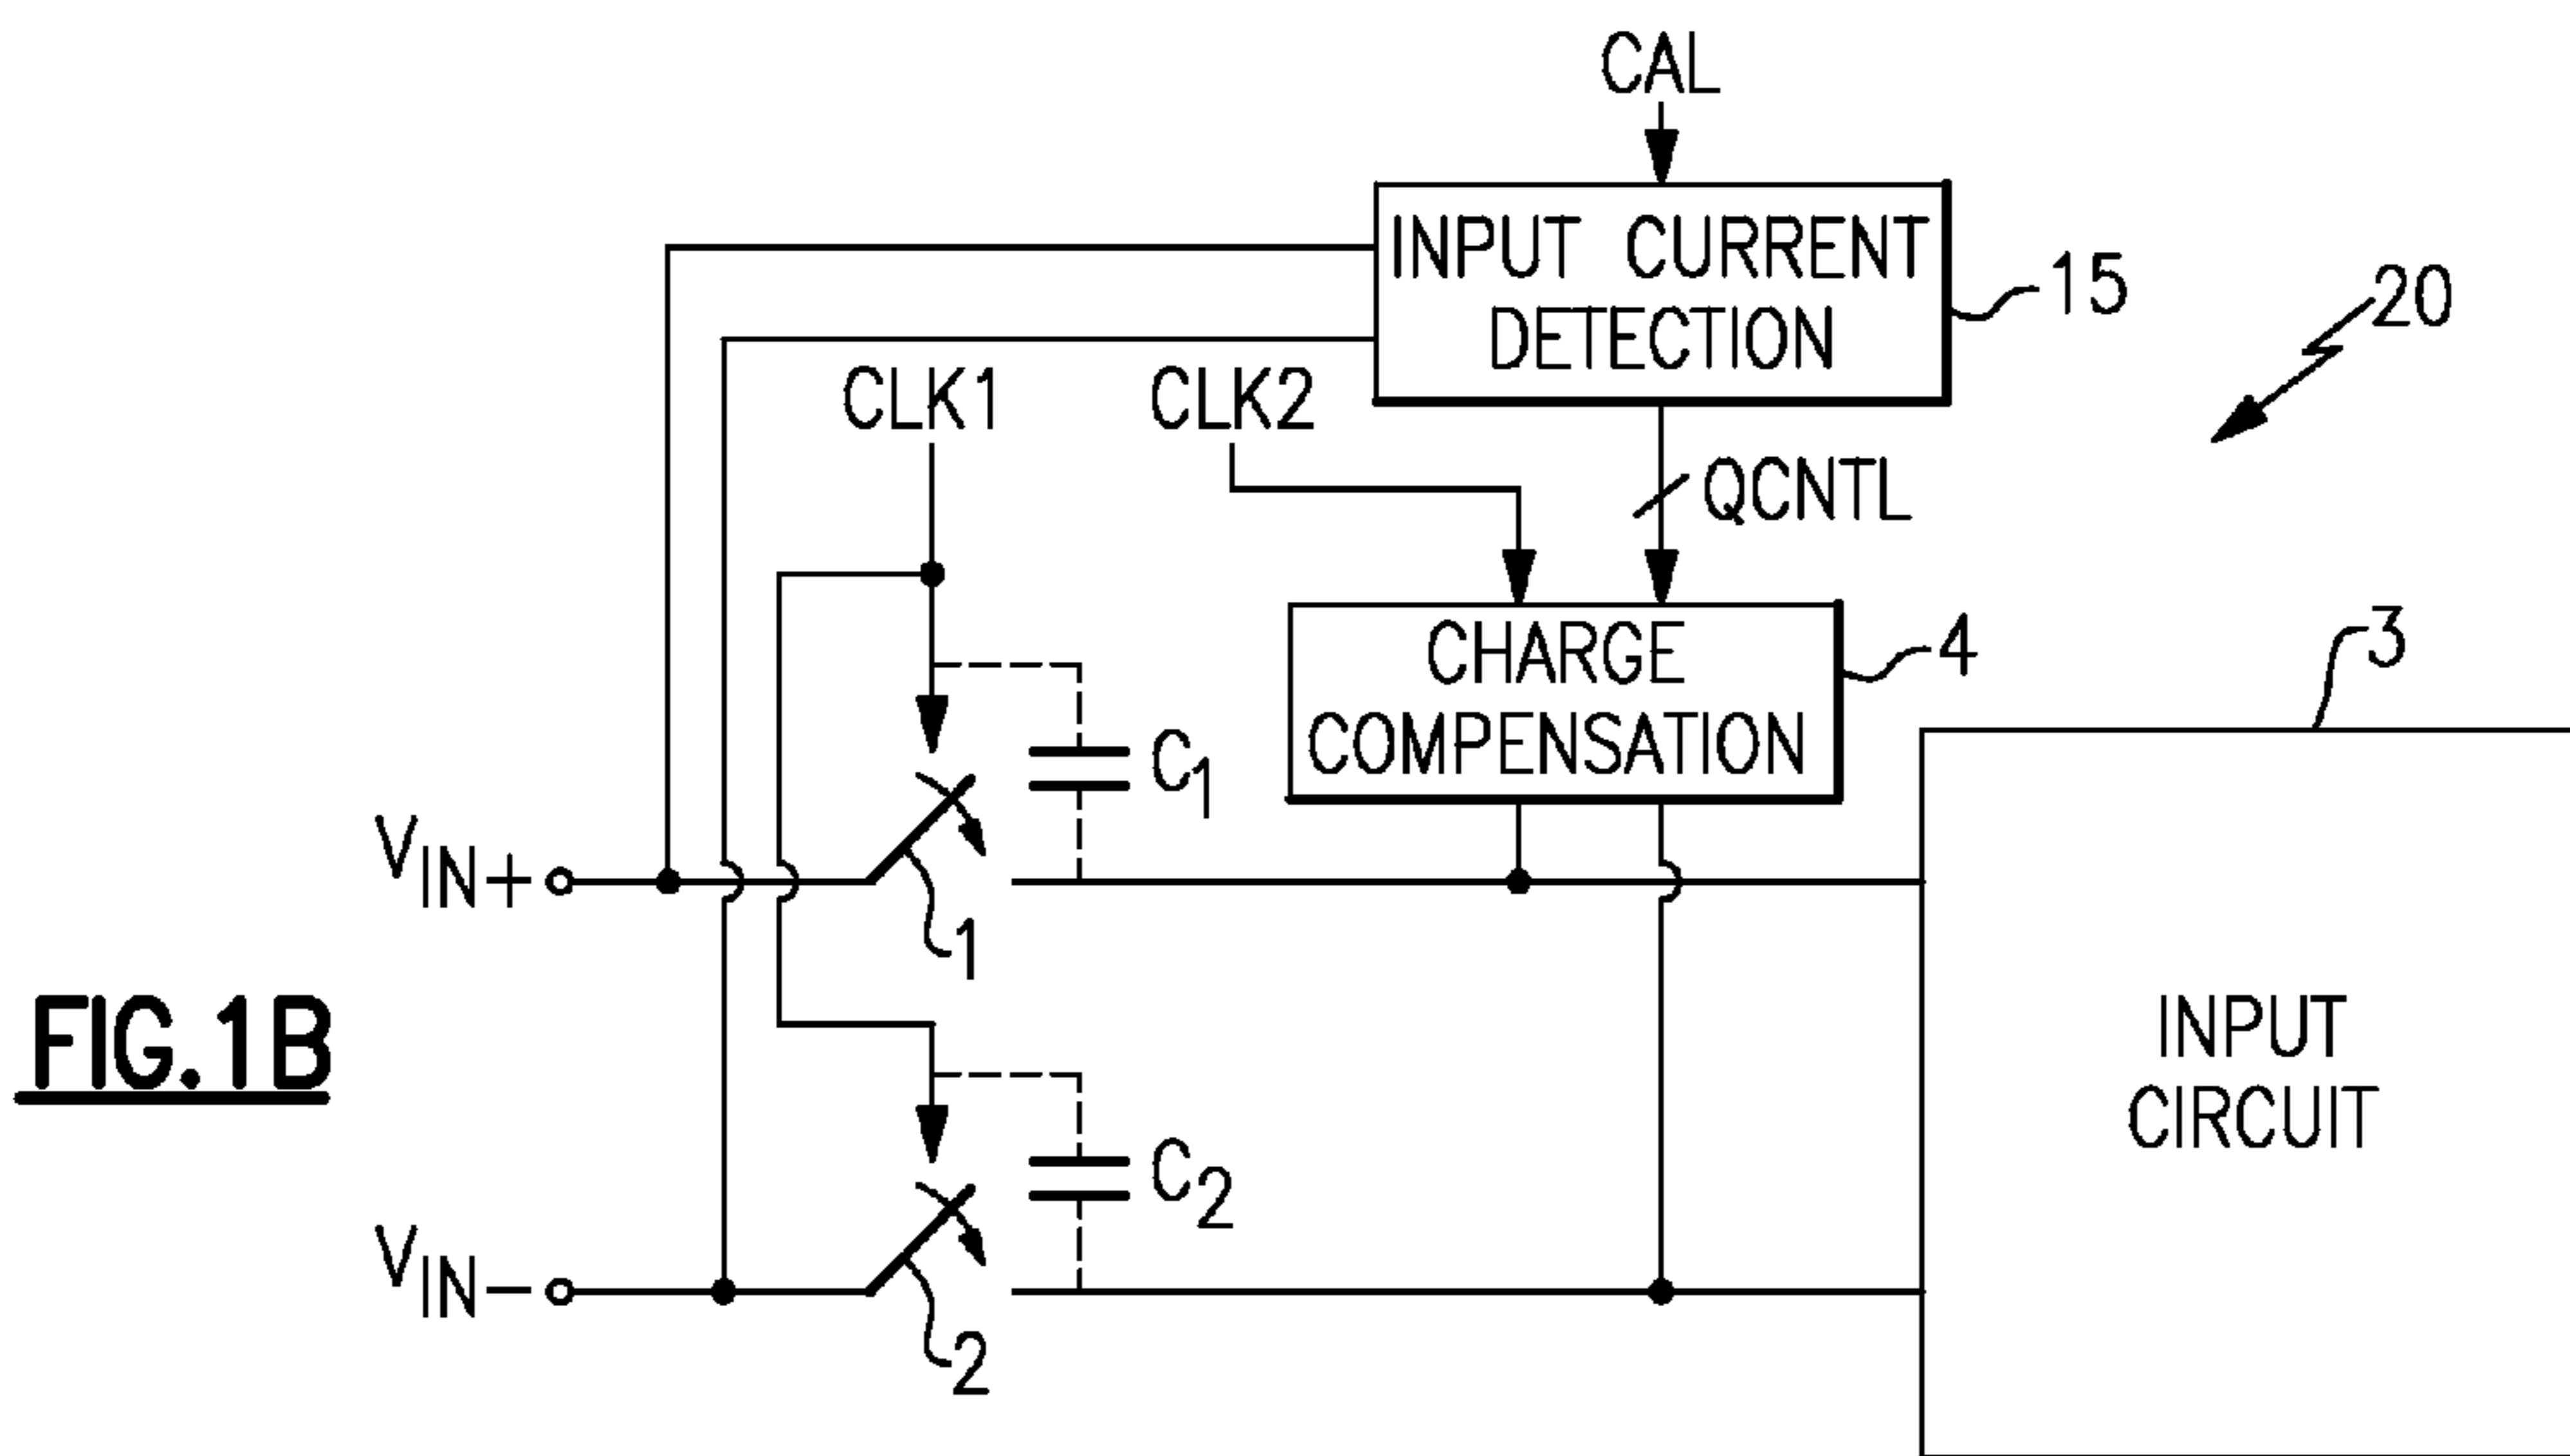 CAL
INPUT CURRENT
DETECTION
15
20
CLK1
CLK2
QCNTL
CHARGE
COMPENSATION
4
3
C1
VIN+
1
FIG.1B
INPUT
CIRCUIT
C2
VIN-
2